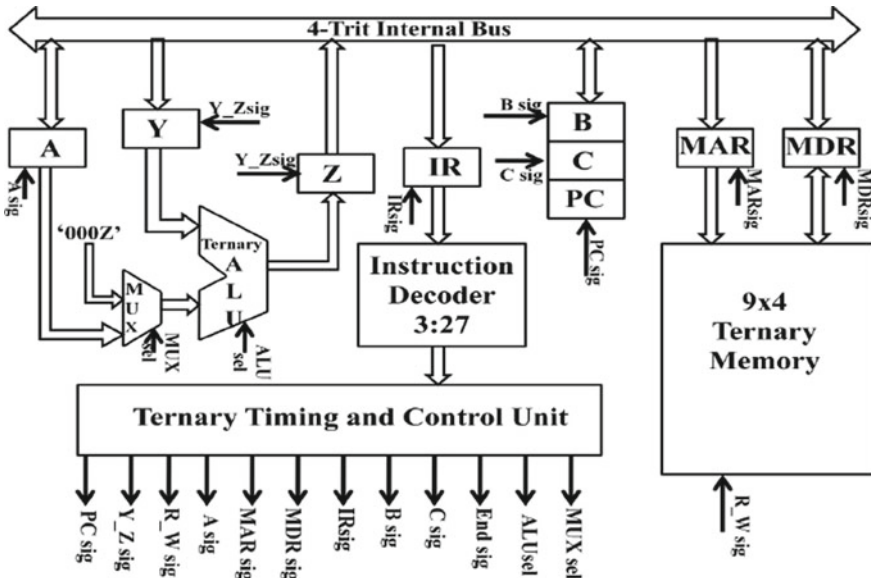 4-Trit Internal Bus
A
A sig
Y
Y_Zsig
Y_Zsig
Z
IR
IRsig
B sig
B
C
C sig
PC
PC sig
MAR
MARsig
MDR
MDRsig
'000Z'
MUX
MUX sel
Ternary
ALU
ALU sel
Instruction
Decoder
3:27
9x4
Ternary
Memory
R_W sig
Ternary Timing and Control Unit
PC sig
Y_Z sig
R_W sig
A sig
MAR sig
MDR sig
IRsig
B sig
C sig
End sig
ALUsel
MUX sel